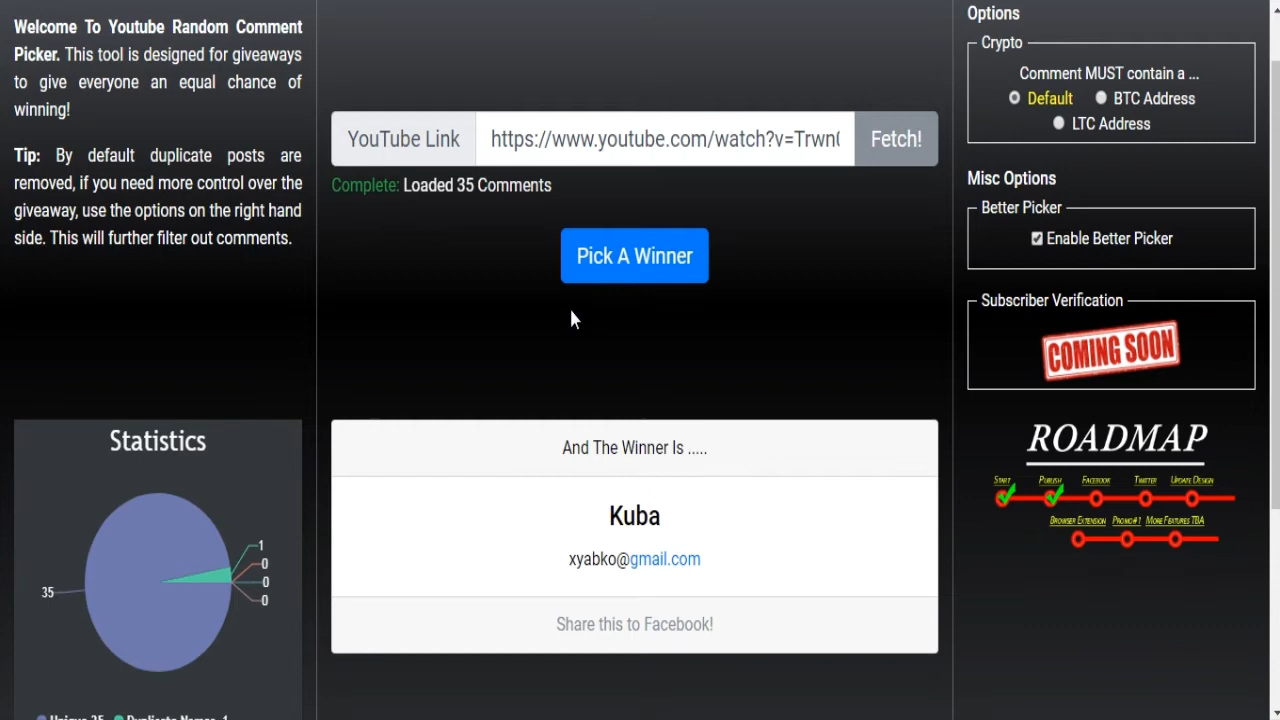 Welcome To Youtube Random Comment
Picker. This tool is designed for giveaways
to give everyone an equal chance of
winning!
Tip: By default duplicate posts are
removed, if you need more control over the
giveaway, use the options on the right hand
side. This will further filter out comments.
Statistics
35
1
0
0
0
Unique 35 Duplicate Names 1
YouTube Link https://www.youtube.com/watch?v=Trwn Fetch!
Complete: Loaded 35 Comments
Pick A Winner
And The Winner Is .....
Kuba
xyabko@gmail.com
Share this to Facebook!
Options
Crypto
Comment MUST contain a ...
Default BTC Address
LTC Address
Misc Options
Better Picker
Enable Better Picker
Subscriber Verification
COMING SOON
ROADMAP
START PUBLISH FACEBOOK TWITTER UPDATE DESIGN
BROWSER EXTENSION PROMO#1 MORE FEATURES TBA